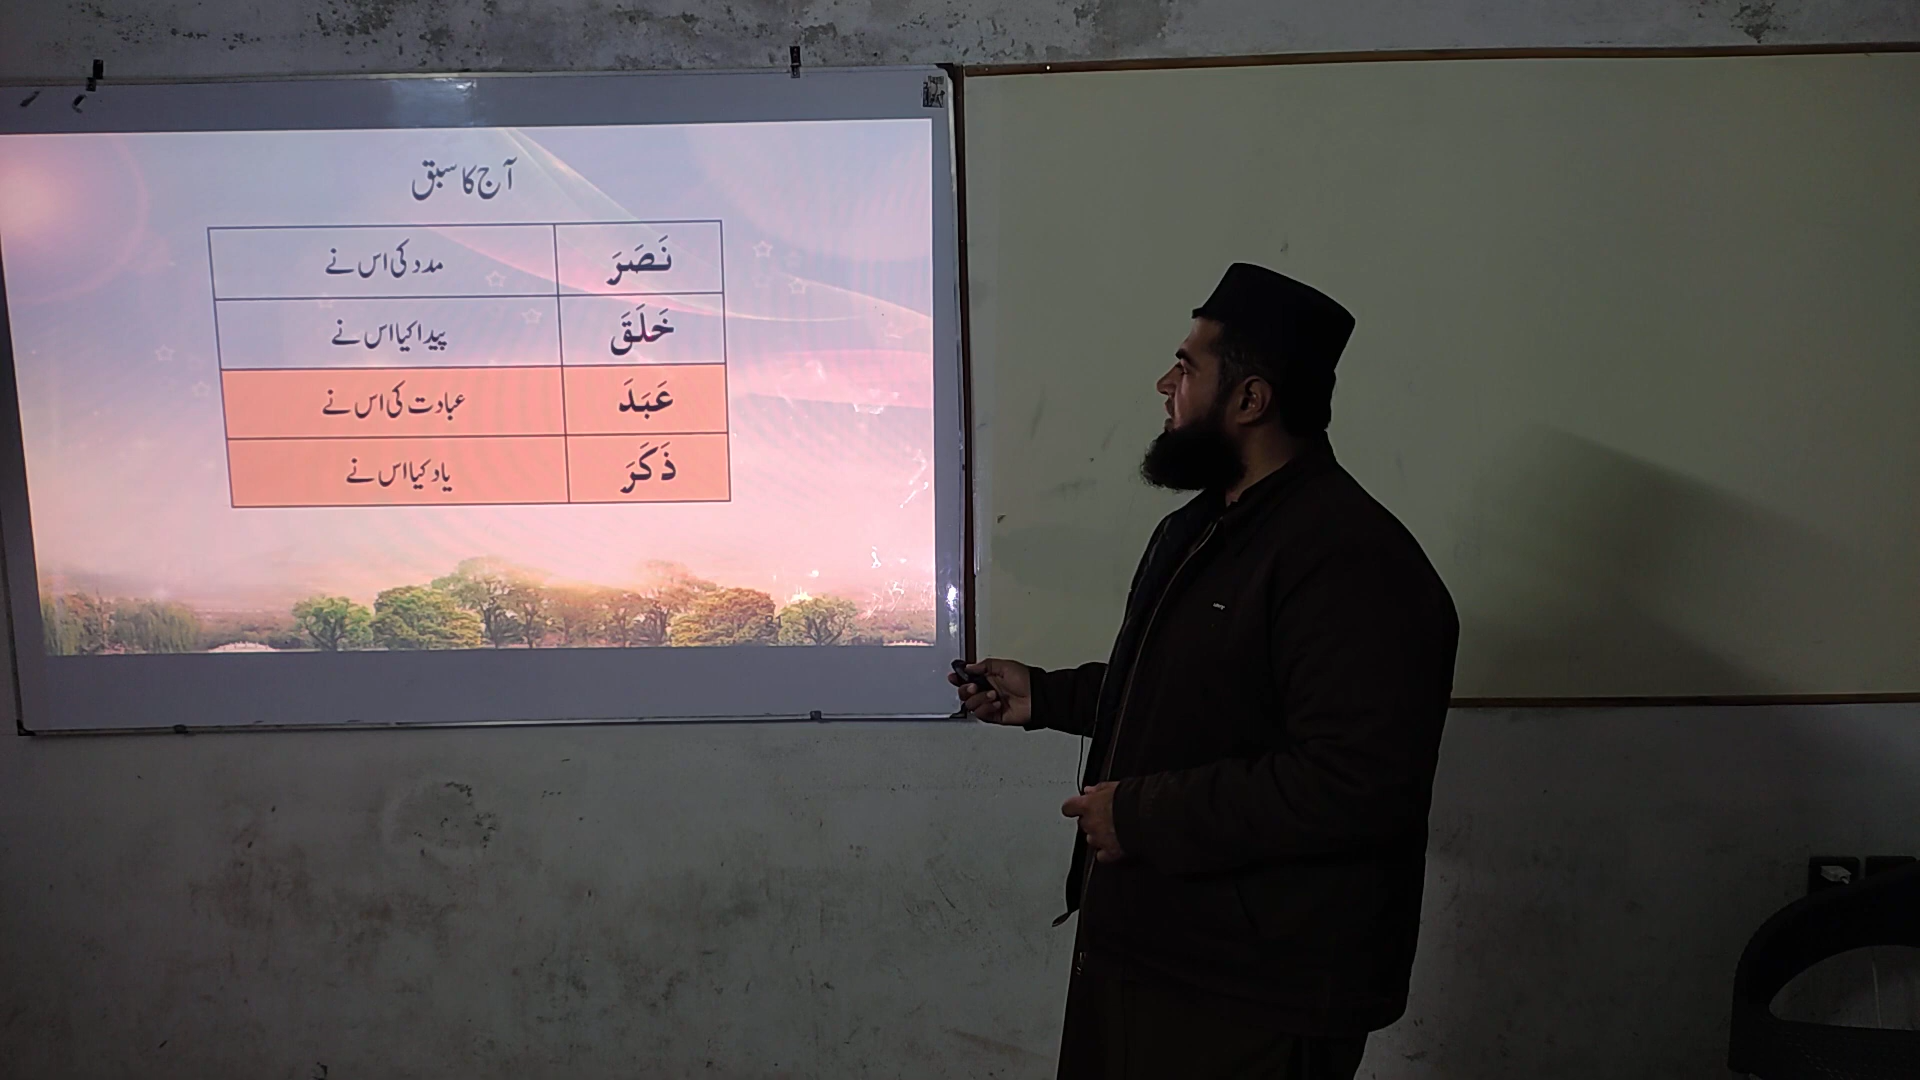 آج کا سبق
نَصَرَ مدد کی اس نے
خَلَقَ پیدا کیا اس نے
عَبَدَ عبادت کی اس نے
ذَكَرَ یاد کیا اس نے